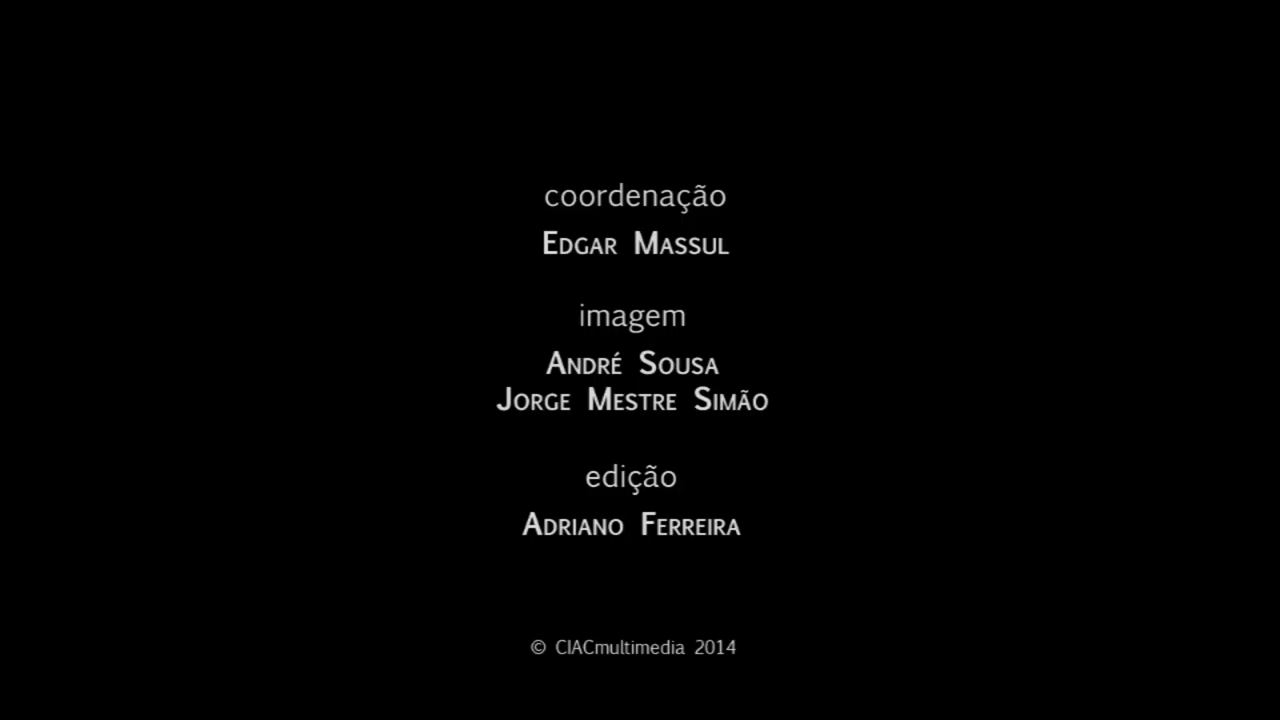 coordenação
Edgar Massul
imagem
André Sousa
Jorge Mestre Simão
edição
Adriano Ferreira
© CIACmultimedia 2014